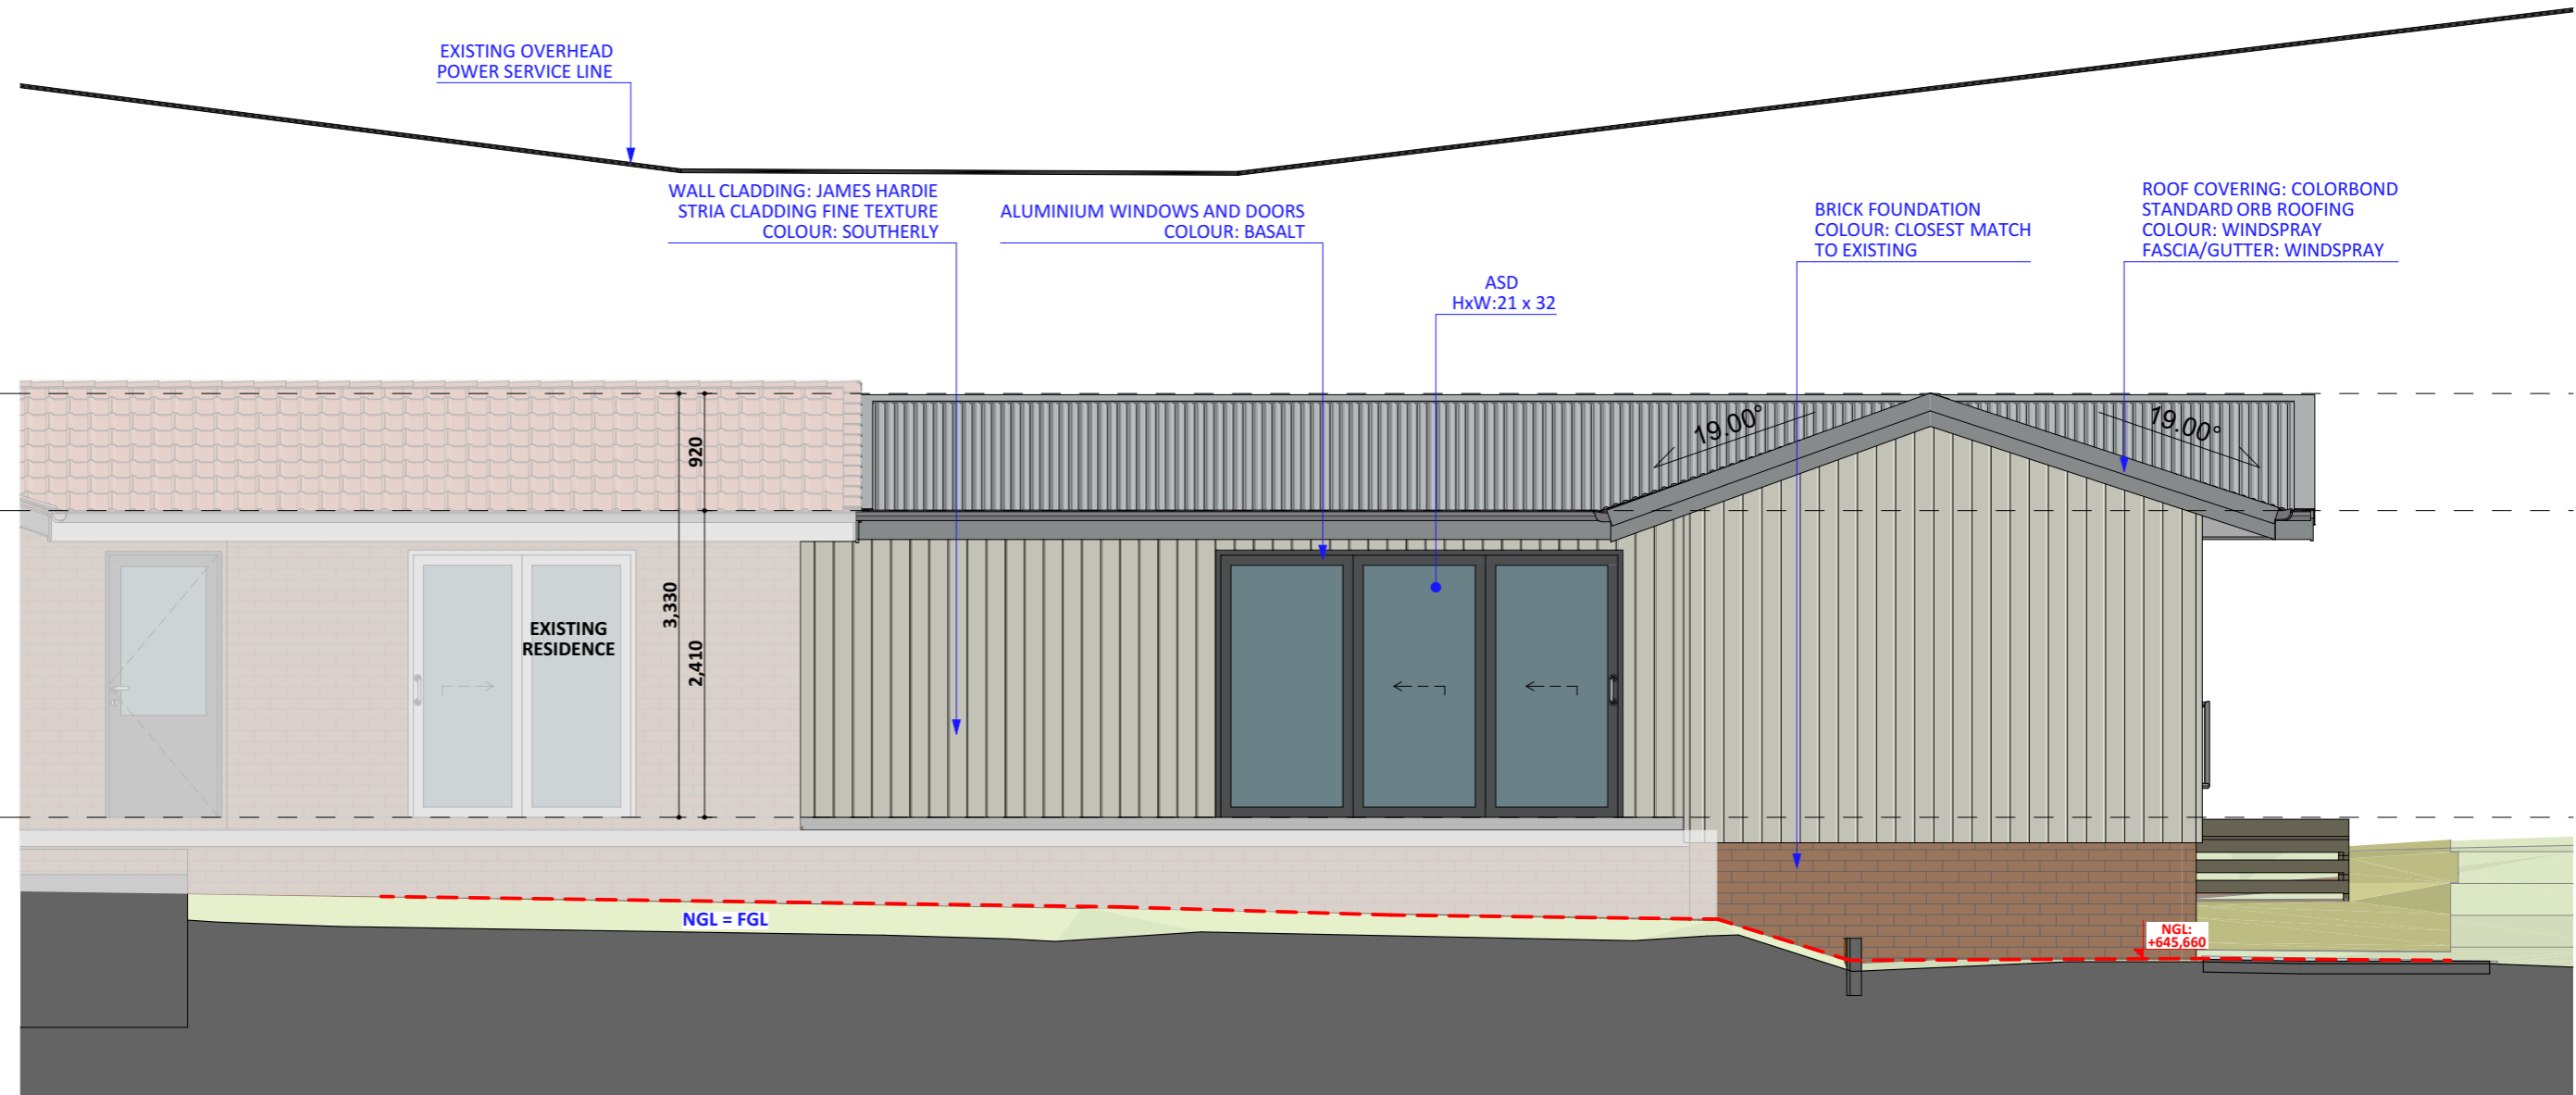 EXISTING OVERHEAD
POWER SERVICE LINE
WALL CLADDING: JAMES HARDIE
STRIA CLADDING FINE TEXTURE
COLOUR: SOUTHERLY
ALUMINIUM WINDOWS AND DOORS
COLOUR: BASALT
ASD
HxW:21 x 32
BRICK FOUNDATION
COLOUR: CLOSEST MATCH
TO EXISTING
ROOF COVERING: COLORBOND
STANDARD ORB ROOFING
COLOUR: WINDSPRAY
FASCIA/GUTTER: WINDSPRAY
19.00°
19.00°
920
3,330
2,410
EXISTING
RESIDENCE
NGL = FGL
NGL:
+645,660